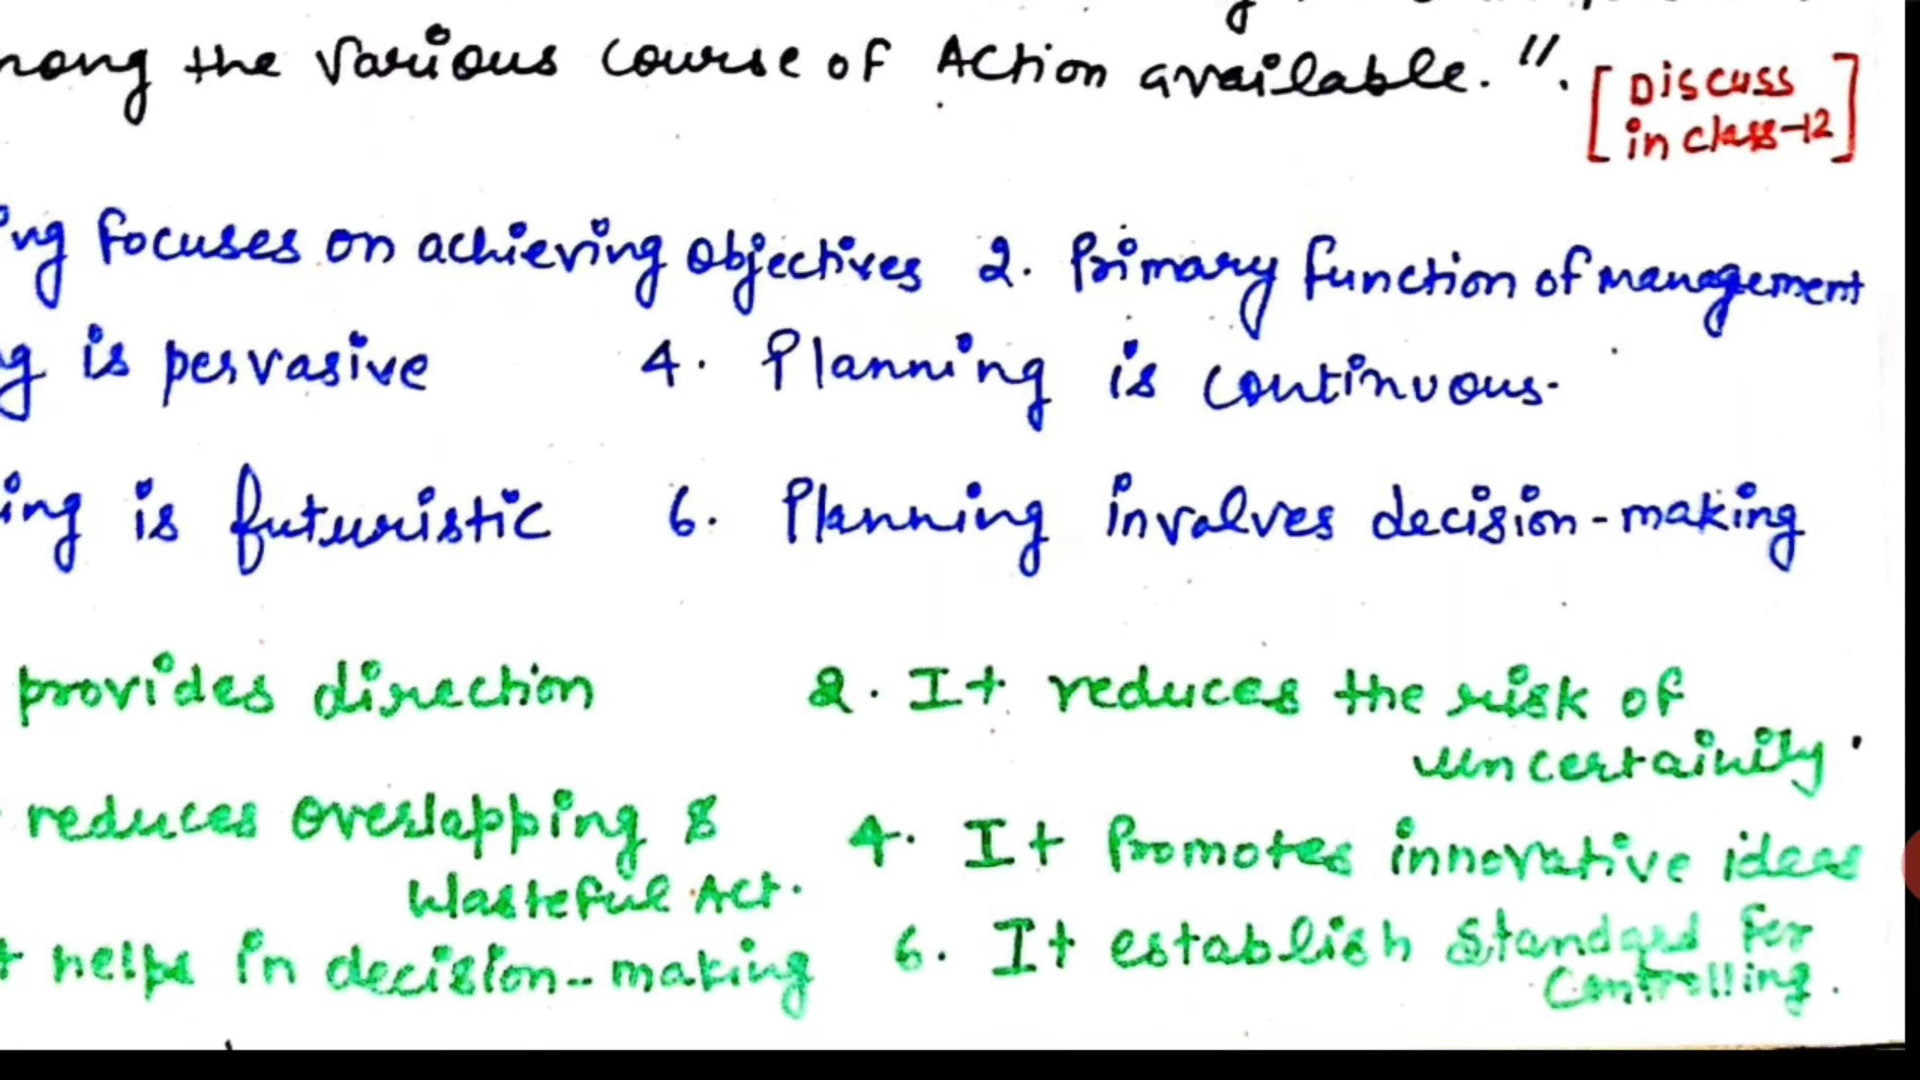 the various course of Action available.".
[Discuss in class-12]
focuses on achieving objectives 2. Primary function of management
is pervasive 4. Planning is continuous.
is futuristic 6. Planning involves decision-making
provides direction 2. It reduces the risk of
uncertainity.
reduces overlapping & 4. It Promotes innovative ideas
Wasteful Act.
helps in decision-making 6. It establish standard For
Controlling.